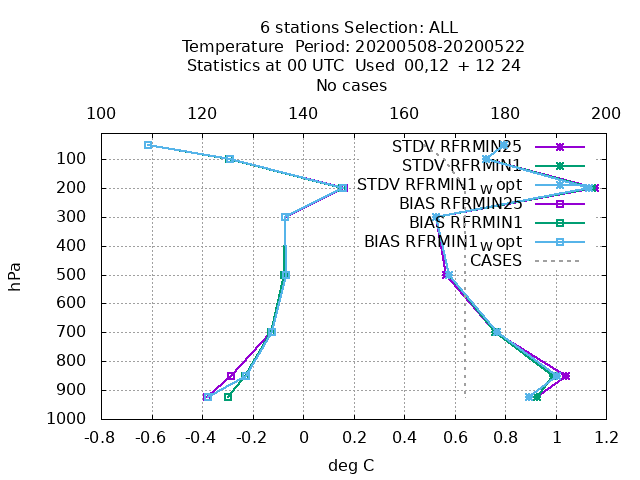 6 stations Selection: ALL
Temperature  Period: 20200508-20200522
Statistics at 00 UTC  Used  00,12  + 12 24
No cases
100 120 140 160 180 200
STDV RFRMIN25
STDV RFRMIN1
STDV RFRMIN1w opt
BIAS RFRMIN25
BIAS RFRMIN1
BIAS RFRMIN1w opt
CASES
hPa
100
200
300
400
500
600
700
800
900
1000
-0.8 -0.6 -0.4 -0.2 0 0.2 0.4 0.6 0.8 1 1.2
deg C